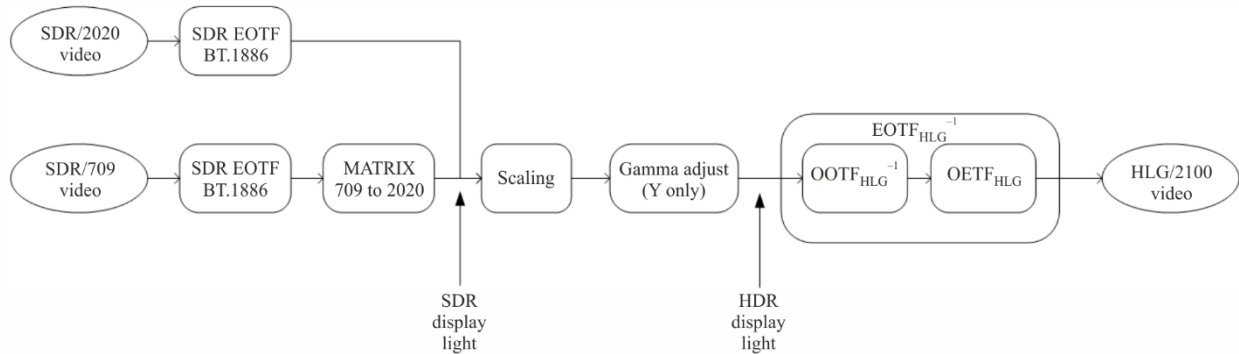 SDR/2020
video
SDR EOTF
BT.1886
SDR/709
video
SDR EOTF
BT.1886
MATRIX
709 to 2020
Scaling
Gamma adjust
(Y only)
EOTF_HLG^–1
OOTF_HLG^–1
OETF_HLG
HLG/2100
video
SDR
display
light
HDR
display
light